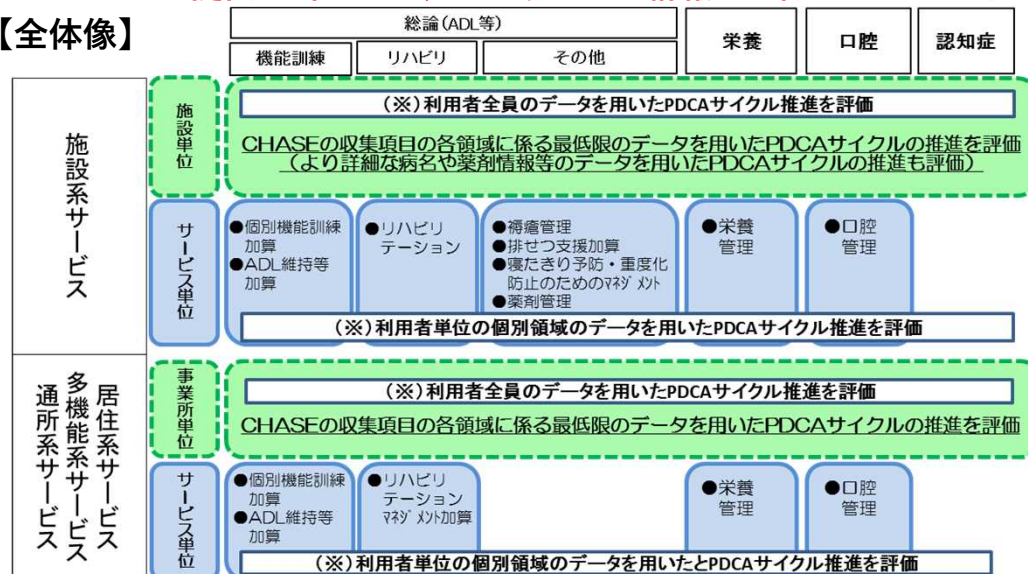 【全体像】
総論(ADL等)
機能訓練
リハビリ
その他
栄養
口腔
認知症
施設系サービス
施設単位
(※)利用者全員のデータを用いたPDCAサイクル推進を評価
CHASEの収集項目の各領域に係る最低限のデータを用いたPDCAサイクルの推進を評価
(より詳細な病名や薬剤情報等のデータを用いたPDCAサイクルの推進も評価)
サービス単位
●個別機能訓練
加算
●ADL維持等
加算
●リハビリ
テーション
●褥瘡管理
●排せつ支援加算
●寝たきり予防・重度化
防止のためのマネジメント
●薬剤管理
●栄養
管理
●口腔
管理
(※)利用者単位の個別領域のデータを用いたPDCAサイクル推進を評価
居住系サービス
多機能系サービス
通所系サービス
事業所単位
(※)利用者全員のデータを用いたPDCAサイクル推進を評価
CHASEの収集項目の各領域に係る最低限のデータを用いたPDCAサイクルの推進を評価
サービス単位
●個別機能訓練
加算
●ADL維持等
加算
●リハビリ
テーション
マネジメント加算
●栄養
管理
●口腔
管理
(※)利用者単位の個別領域のデータを用いたとPDCAサイクル推進を評価